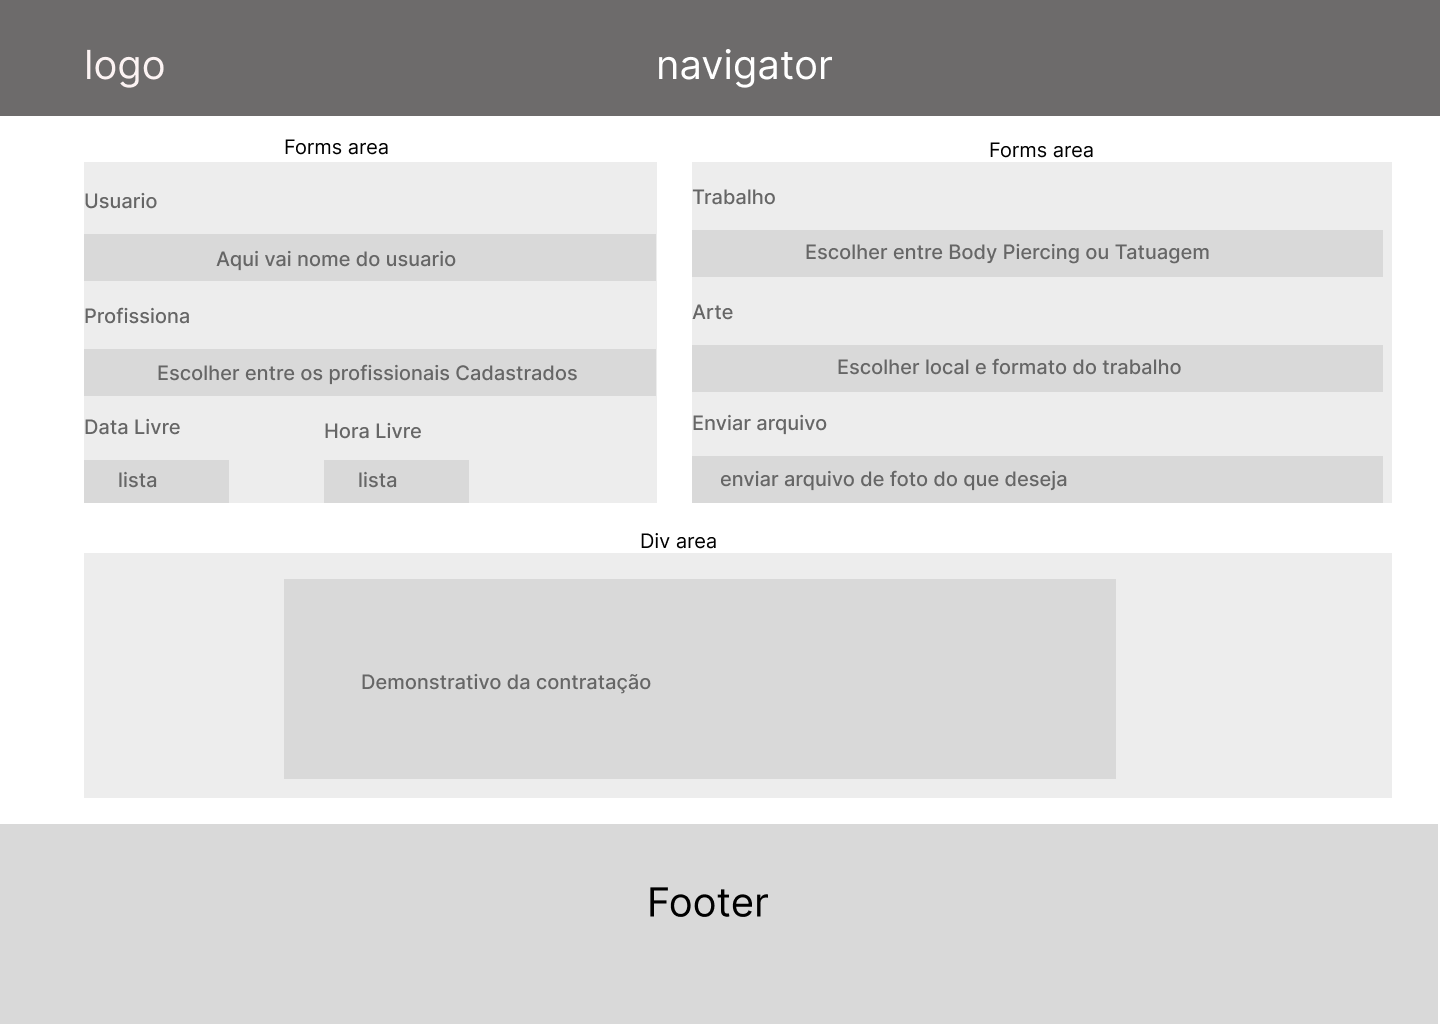 logo
navigator
Forms area
Usuario
Aqui vai nome do usuario
Profissiona
Escolher entre os profissionais Cadastrados
Data Livre
Hora Livre
lista
lista
Forms area
Trabalho
Escolher entre Body Piercing ou Tatuagem
Arte
Escolher local e formato do trabalho
Enviar arquivo
enviar arquivo de foto do que deseja
Div area
Demonstrativo da contratação
Footer